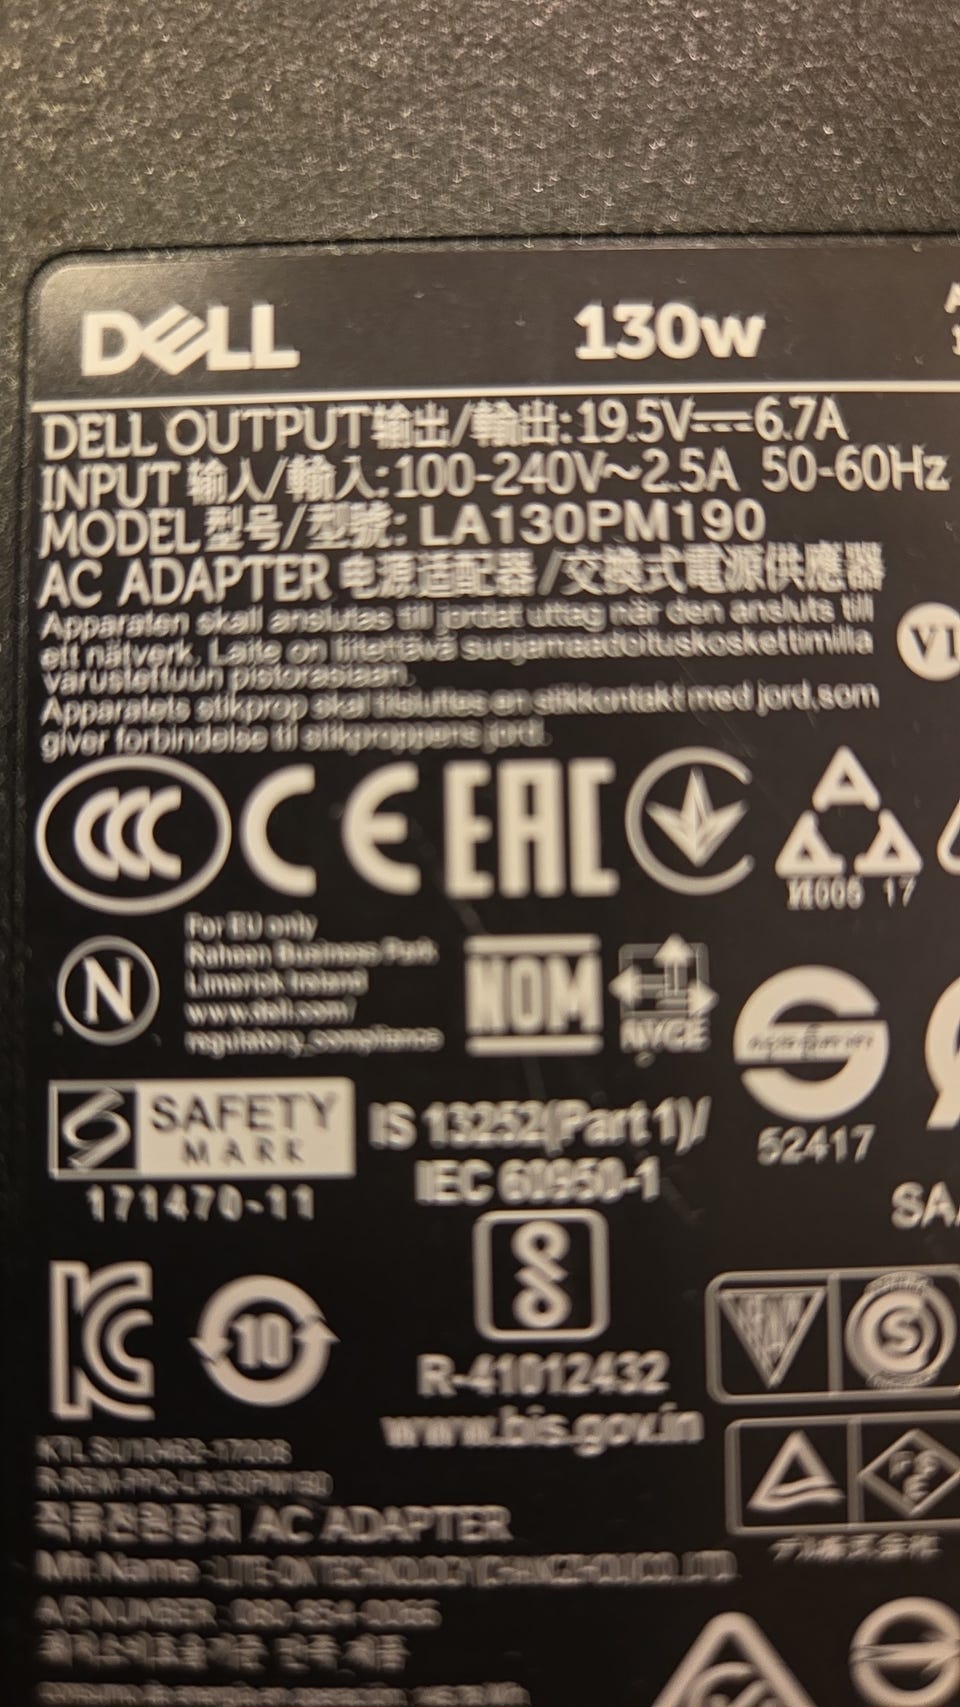 DELL 130w
DELL OUTPUT输出/輸出: 19.5V⎓6.7A
INPUT 输入/輸入: 100-240V~2.5A 50-60Hz
MODEL型号/型號: LA130PM190
AC ADAPTER 电源适配器/交換式電源供應器
Apparaten skall anslutas till jordat uttag när den ansluts till
ett nätverk. Laite on liitettävä suojamaadoituskoskettimilla
varustettuun pistorasiaan.
Apparatets stikprop skal tilsluttes en stikkontakt med jord, som
giver forbindelse til stikproppens jord.
VI
CCC CE EAC
17
N
For EU only
Raheen Business Park
Limerick Ireland
www.dell.com/
regulatory_compliance
NOM
NYCE
52417
SAFETY
MARK
171470-11
IS 13252(Part 1)/
IEC 60950-1
SA
10
S
R-41012432
www.bis.gov.in
AC ADAPTER
Mfr.Name
PS
E